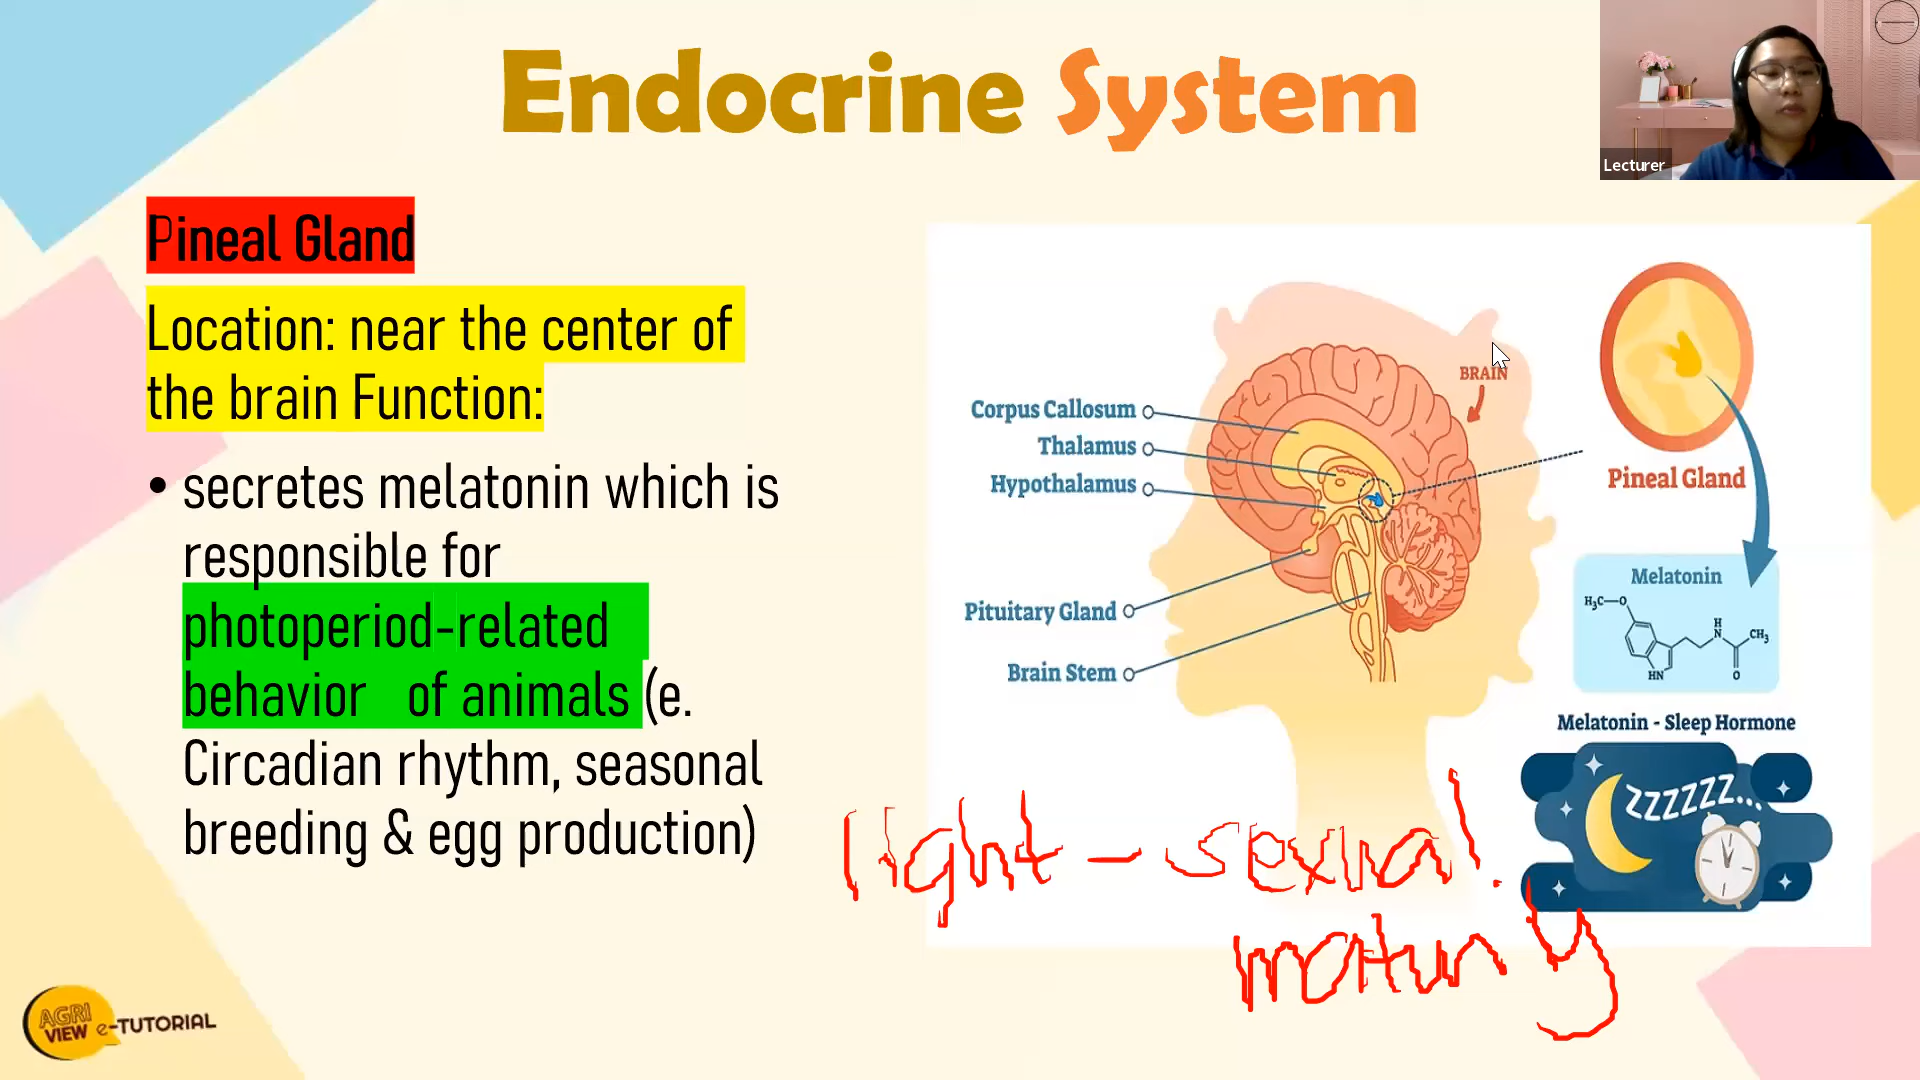 Endocrine System
Lecturer
Pineal Gland
Location: near the center of
the brain Function:
• secretes melatonin which is
responsible for
photoperiod-related
behavior of animals (e.
Circadian rhythm, seasonal
breeding & egg production)
BRAIN
Corpus Callosum
Thalamus
Hypothalamus
Pituitary Gland
Brain Stem
Pineal Gland
Melatonin
H₃C—O
H
N
CH₃
HN
O
Melatonin - Sleep Hormone
ZZZZZZ...
light - sexual
AGRI
VIEW e-TUTORIAL